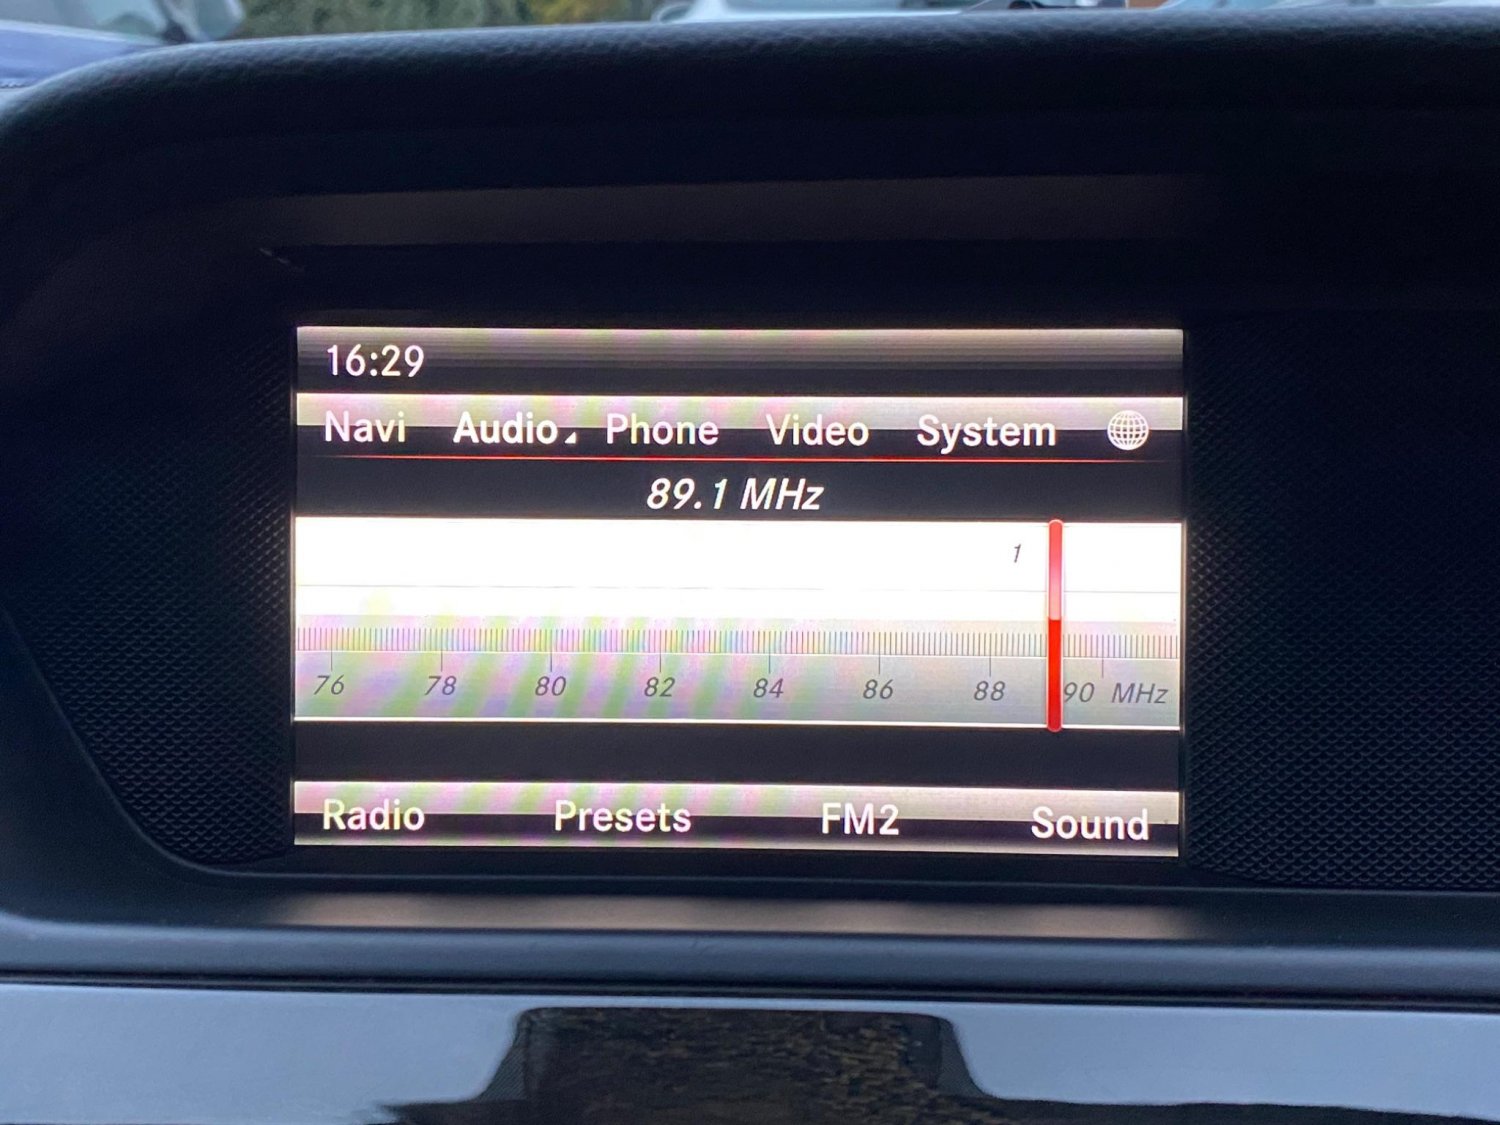 16:29
Navi Audio Phone Video System
89.1 MHz
1
76 78 80 82 84 86 88 90 MHz
Radio Presets FM2 Sound